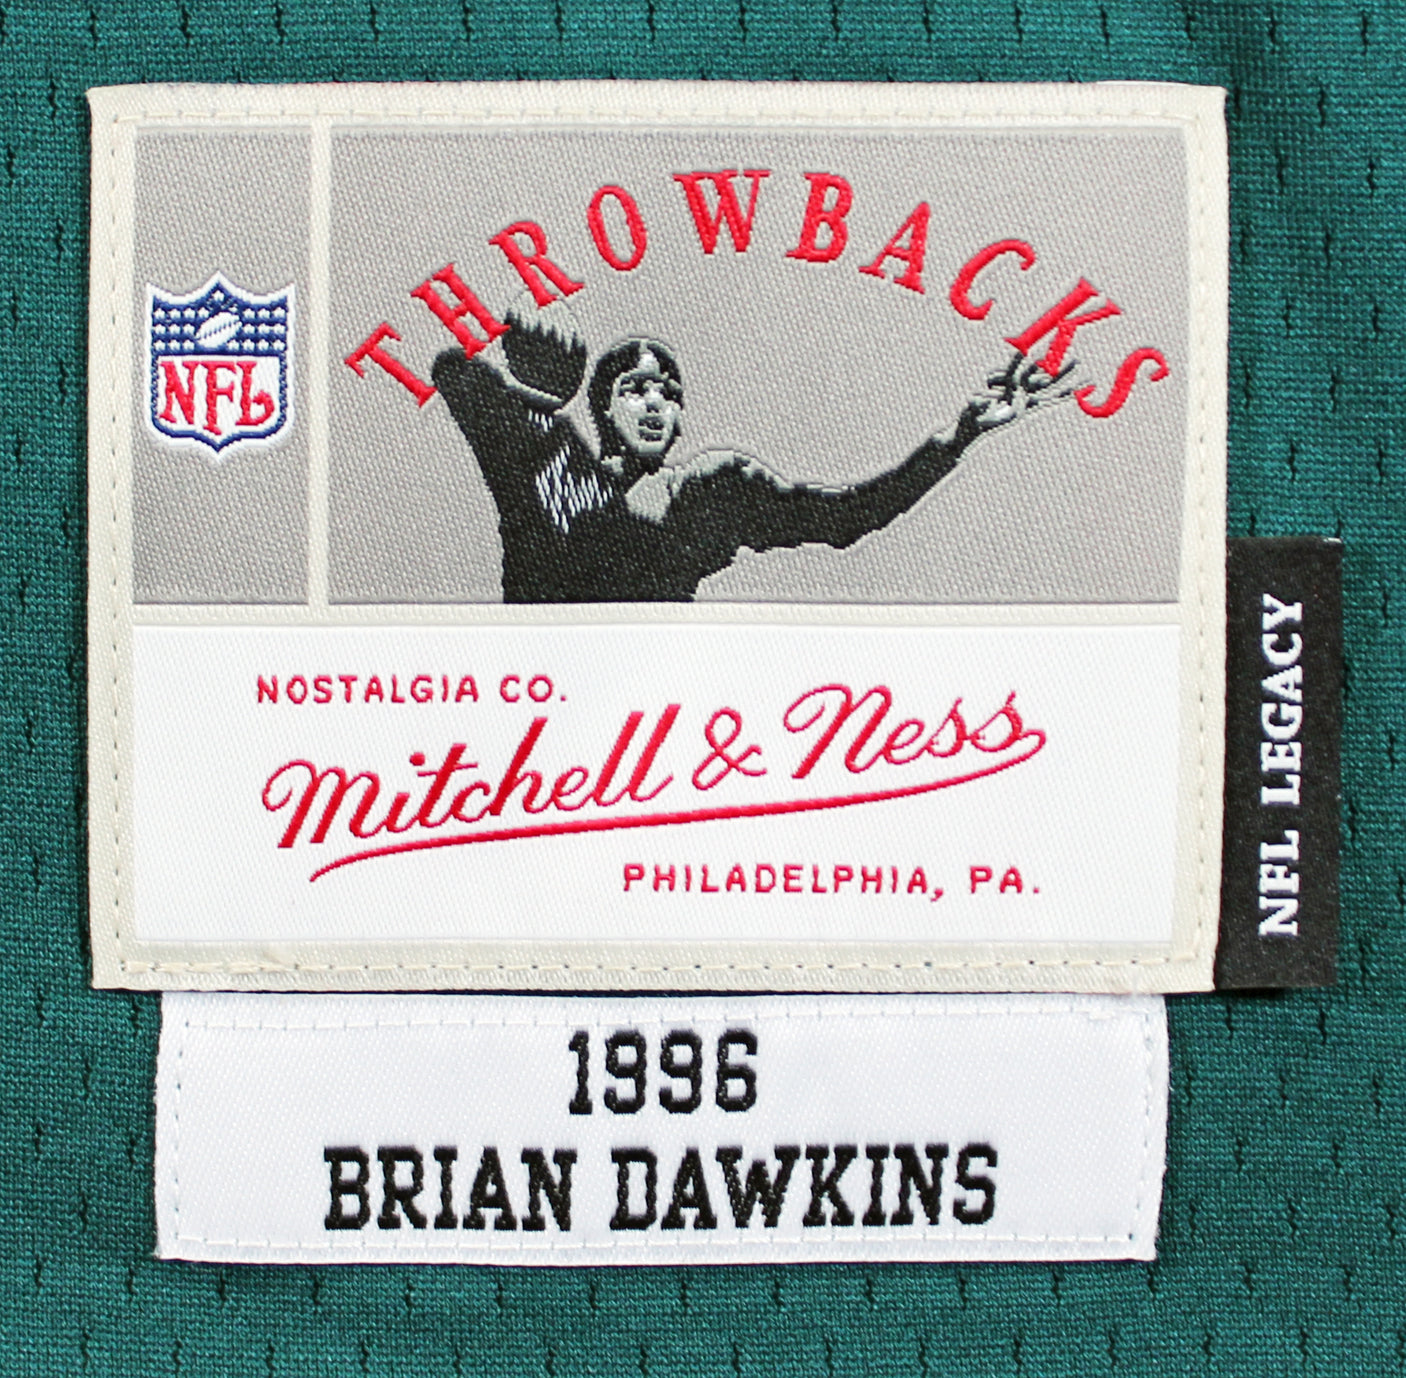 THROWBACKS
NFL
NOSTALGIA CO.
Mitchell & Ness
PHILADELPHIA, PA.
NFL LEGACY
1996
BRIAN DAWKINS